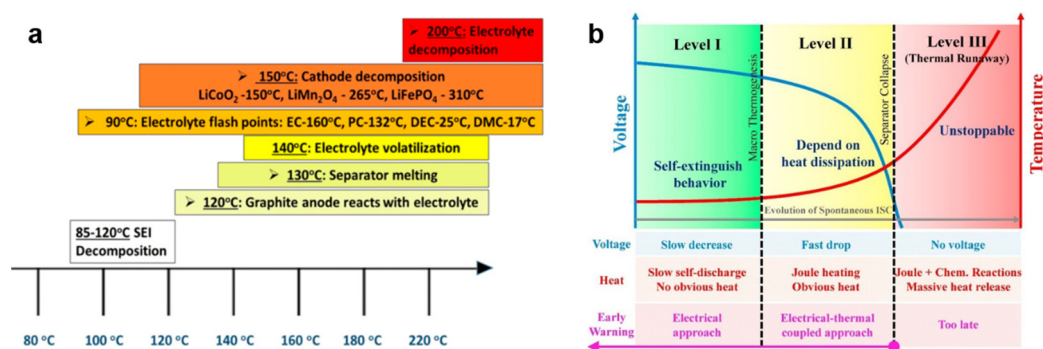 a
➢ 200°C: Electrolyte
decomposition
➢ 150°C: Cathode decomposition
LiCoO₂ -150°C, LiMn₂O₄ - 265°C, LiFePO₄ - 310°C
➢ 90°C: Electrolyte flash points: EC-160°C, PC-132°C, DEC-25°C, DMC-17°C
140°C: Electrolyte volatilization
➢ 130°C: Separator melting
➢ 120°C: Graphite anode reacts with electrolyte
85-120°C SEI
Decomposition
80 °C 100 °C 120 °C 140 °C 160 °C 180 °C 200 °C 220 °C
b
Voltage
Level I
Level II
Level III
(Thermal Runaway)
Macro Thermogenesis
Separator Collapse
Self-extinguish
behavior
Depend on
heat dissipation
Unstoppable
Evolution of Spontaneous ISC
Temperature
Voltage Slow decrease Fast drop No voltage
Heat
Slow self-discharge
No obvious heat
Joule heating
Obvious heat
Joule + Chem. Reactions
Massive heat release
Early
Warning
Electrical
approach
Electrical-thermal
coupled approach
Too late